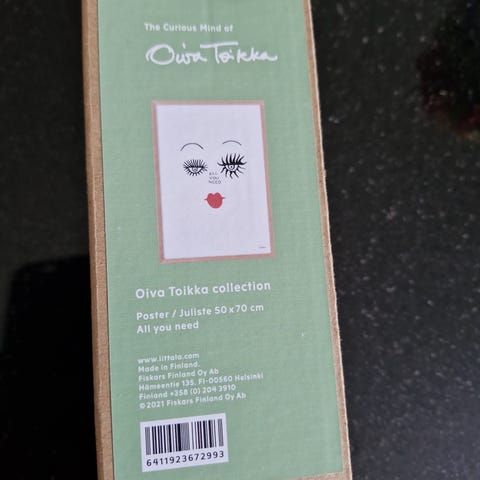 The Curious Mind of
Oiva Toikka
ALL
YOU
NEED
Oiva Toikka collection
Poster / Juliste 50 x 70 cm
All you need
www.iittala.com
Made in Finland.
Fiskars Finland Oy Ab
Hämeentie 135. FI-00560 Helsinki
Finland +358 (0) 204 3910
©2021 Fiskars Finland Oy Ab
6411923672993